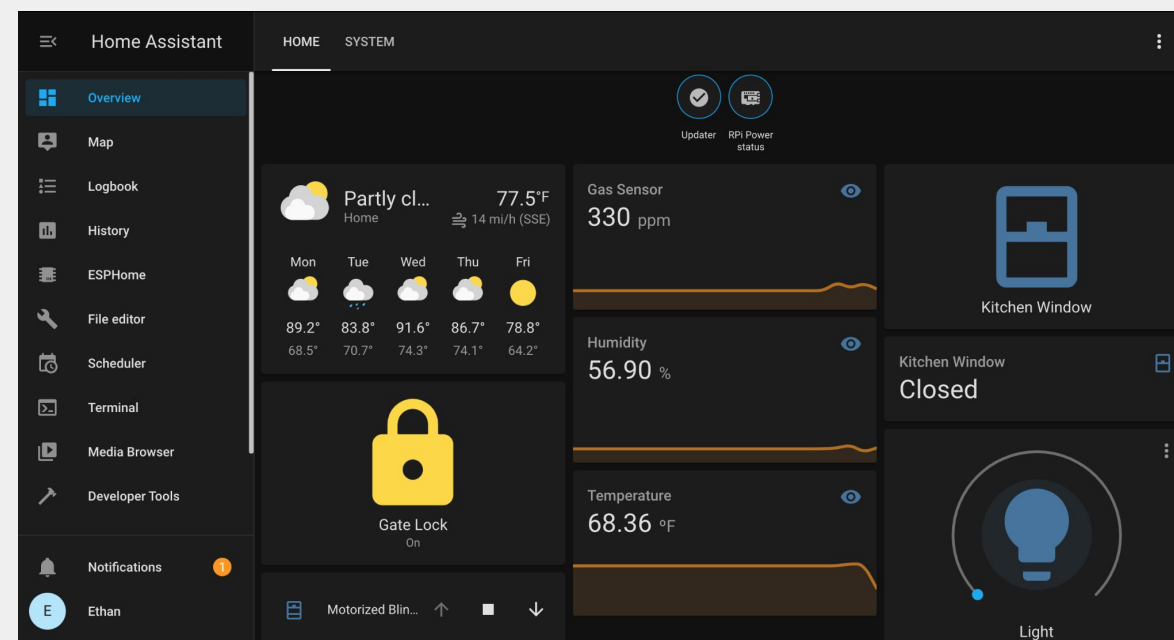 Home Assistant
HOME SYSTEM
Overview
Map
Logbook
History
ESPHome
File editor
Scheduler
Terminal
Media Browser
Developer Tools
Notifications 1
E Ethan
Updater
RPi Power
status
Partly cl... 77.5°F
Home 14 mi/h (SSE)
Mon Tue Wed Thu Fri
89.2° 83.8° 91.6° 86.7° 78.8°
68.5° 70.7° 74.3° 74.1° 64.2°
Gate Lock
On
Motorized Blin...
Gas Sensor
330 ppm
Humidity
56.90 %
Temperature
68.36 °F
Kitchen Window
Kitchen Window
Closed
Light